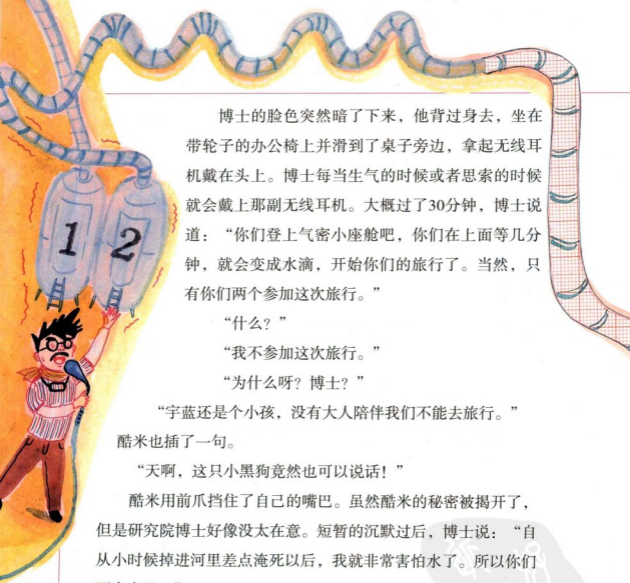 博士的脸色突然暗了下来，他背过身去，坐在
带轮子的办公椅上并滑到了桌子旁边，拿起无线耳
机戴在头上。博士每当生气的时候或者思索的时候
就会戴上那副无线耳机。大概过了30分钟，博士说
道：“你们登上气密小座舱吧，你们在上面等几分
钟，就会变成水滴，开始你们的旅行了。当然，只
有你们两个参加这次旅行。”
“什么？”
“我不参加这次旅行。”
“为什么呀？博士？”
“宇蓝还是个小孩，没有大人陪伴我们不能去旅行。”
酷米也插了一句。
“天啊，这只小黑狗竟然也可以说话！”
酷米用前爪挡住了自己的嘴巴。虽然酷米的秘密被揭开了，
但是研究院博士好像没太在意。短暂的沉默过后，博士说：“自
从小时候掉进河里差点淹死以后，我就非常害怕水了。所以你们
1
2